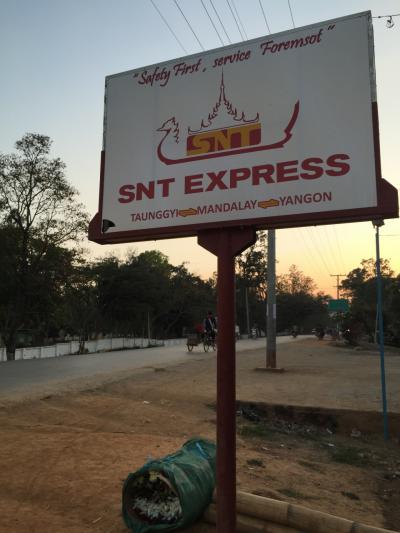 "Safety First, service Foremsot"
SNT
SNT EXPRESS
TAUNGGYI⇔MANDALAY⇔YANGON